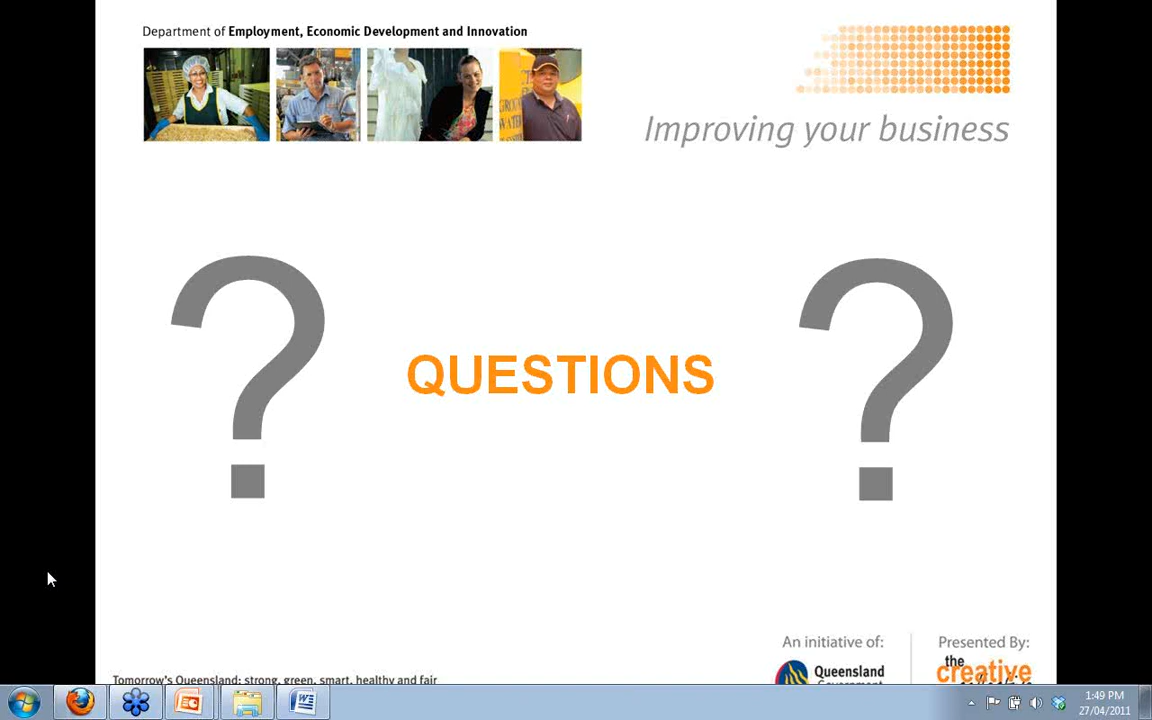 Department of Employment, Economic Development and Innovation
Improving your business
?
QUESTIONS
?
An initiative of:
Presented By:
Queensland
Government
the
creative
Tomorrow's Queensland: strong, green, smart, healthy and fair
1:49 PM
27/04/2011